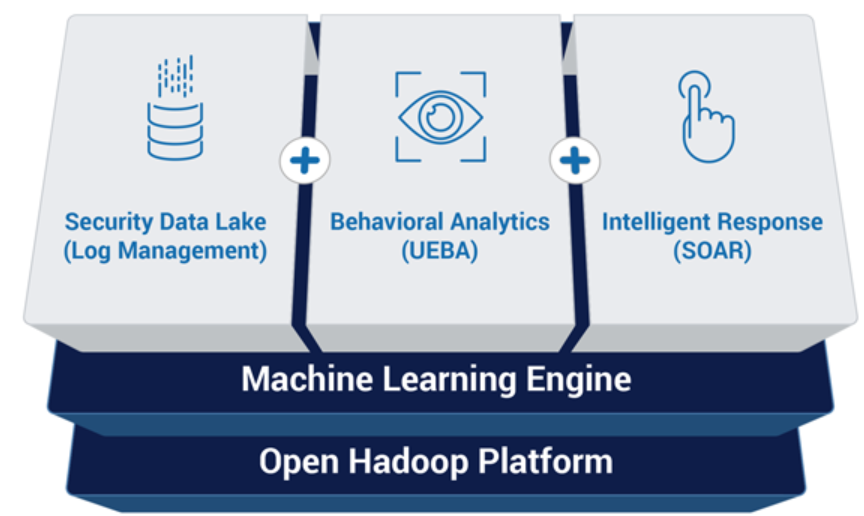 Security Data Lake
(Log Management)
Behavioral Analytics
(UEBA)
Intelligent Response
(SOAR)
Machine Learning Engine
Open Hadoop Platform